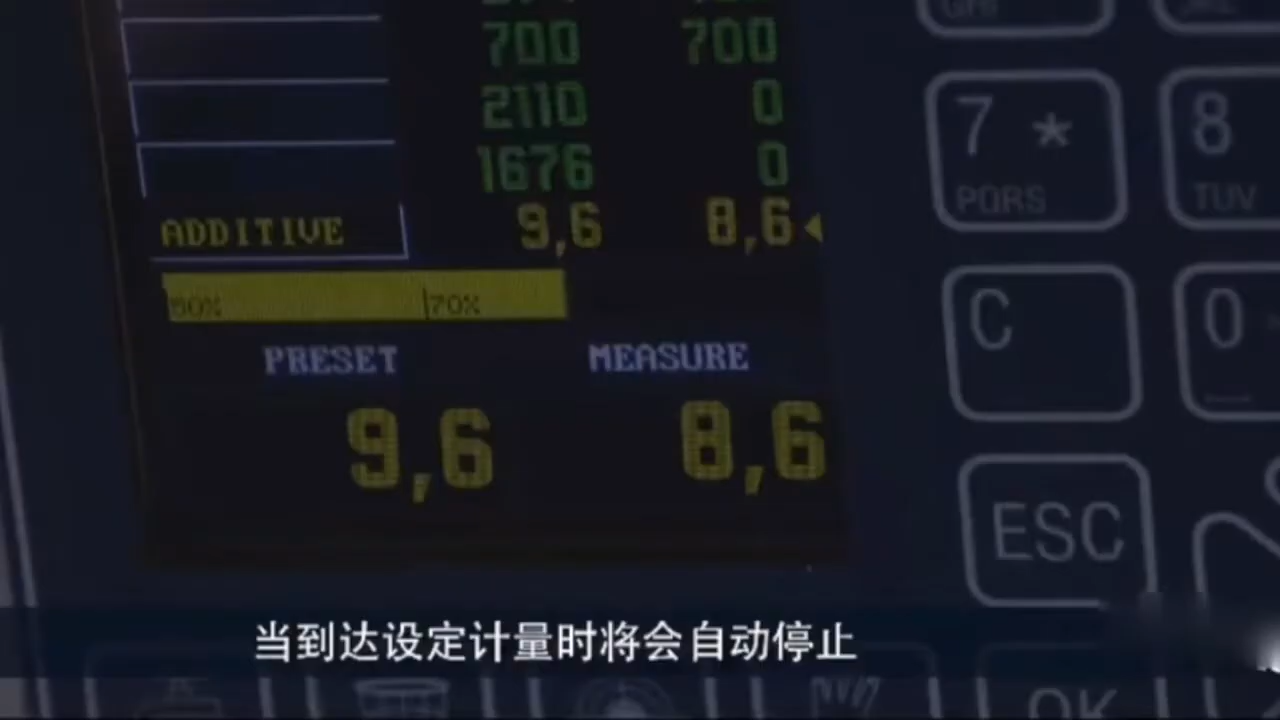 700 700
2110 0
1676 0
ADDITIVE 9,6 8,6
50% 70%
PRESET MEASURE
9,6 8,6
7 *
PQRS
8
TUV
C
0
ESC
OK
当到达设定计量时将会自动停止